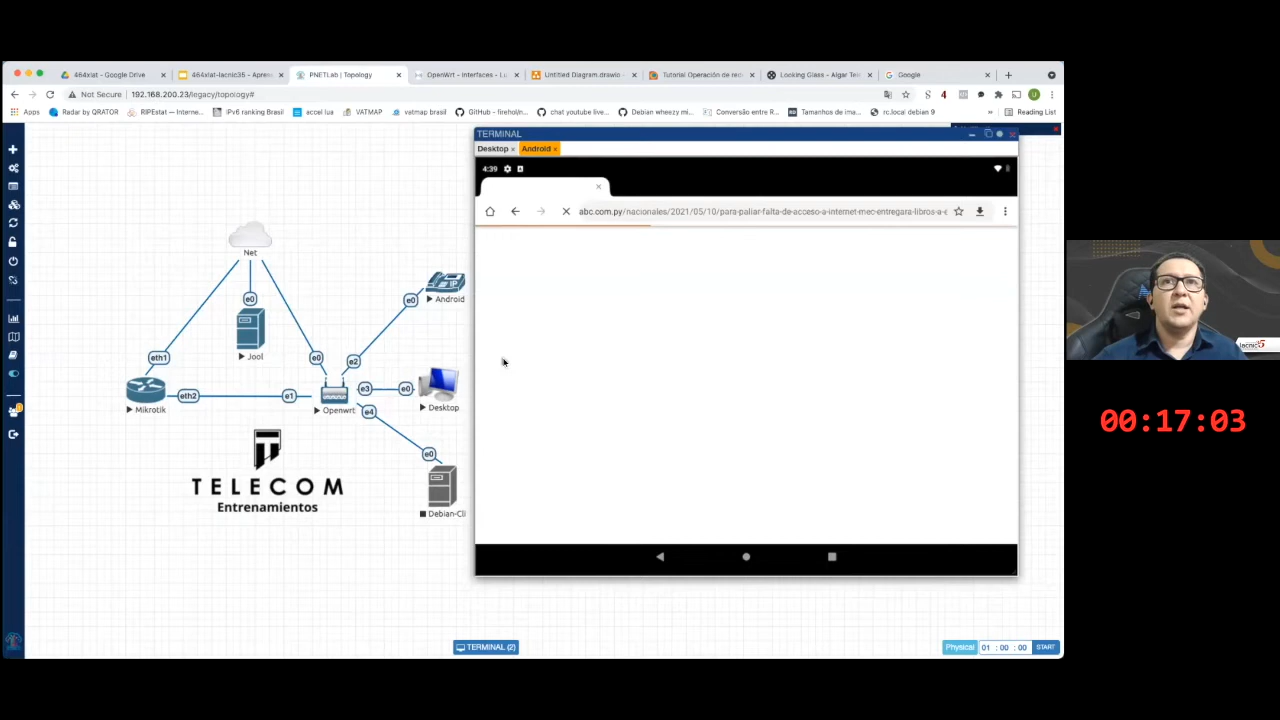 464xlat - Google Drive
464xlat-lacnic35 - Apren
PNETLab | Topology
OpenWrt - Interfaces - Lu
Untitled Diagram.drawio
Tutorial Operación de re
Looking Glass - Algar Tel
Google
Not Secure | 192.168.200.23/legacy/topology#
Apps
Radar by QRATOR
RIPEstat — Interne...
IPv6 ranking Brasil
accel lua
VATMAP
vatmap brasil
GitHub - firehol/n...
chat youtube live...
Debian wheezy mi...
Conversão entre R...
Tamanhos de ima...
rc.local debian 9
»
Reading List
TERMINAL
Desktop
Android
4:39
abc.com.py/nacionales/2021/05/10/para-paliar-falta-de-acceso-a-internet-mec-entregara-libros-a-
Net
e0
IP
e0
Android
Jool
eth1
e0
e2
Mikrotik
eth2
e1
Openwrt
e3
e0
Desktop
e4
e0
Debian-Cli
TELECOM
Entrenamientos
TERMINAL (2)
Physical
01 : 00 : 00
START
lacnic35
00:17:03